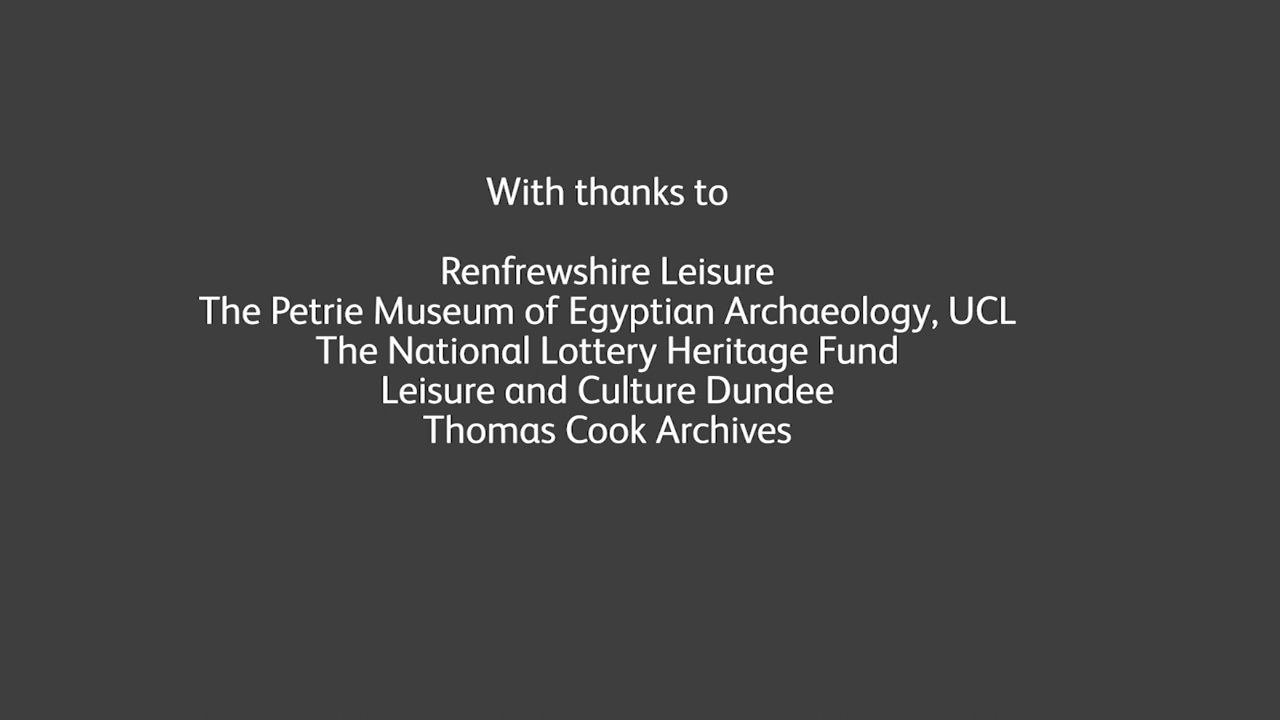 With thanks to
Renfrewshire Leisure
The Petrie Museum of Egyptian Archaeology, UCL
The National Lottery Heritage Fund
Leisure and Culture Dundee
Thomas Cook Archives